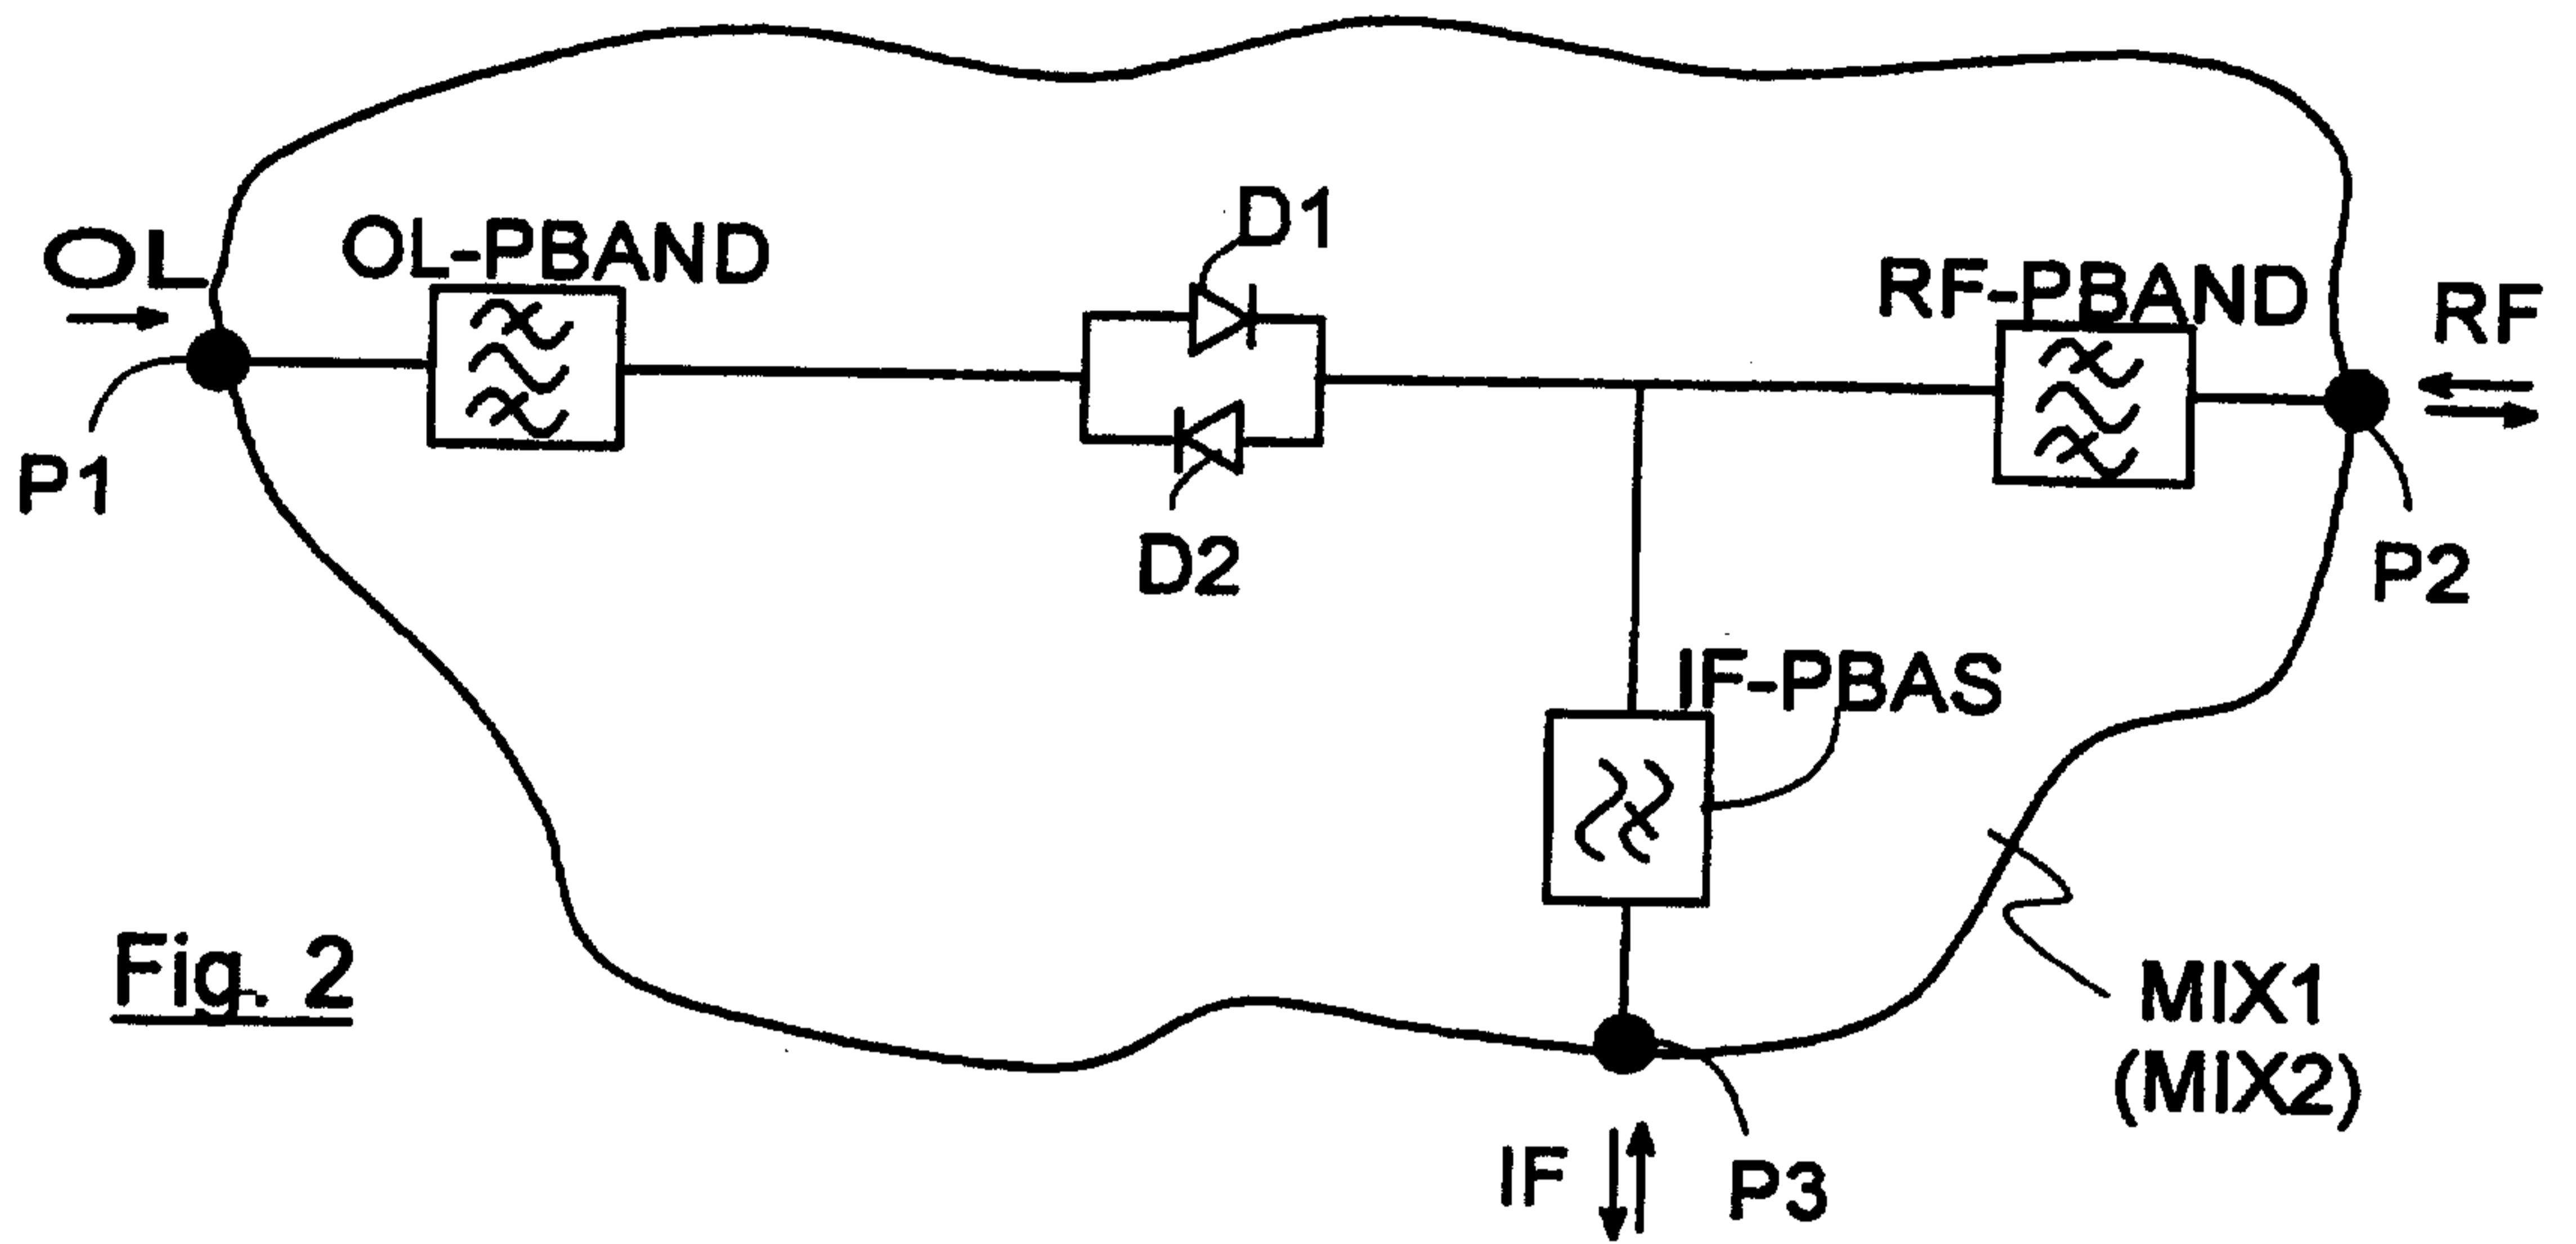 D1
OL
OL-PBAND
RF-PBAND
RF
P1
D2
P2
IF-PBAS
Fig. 2
MIX1
(MIX2)
IF
P3